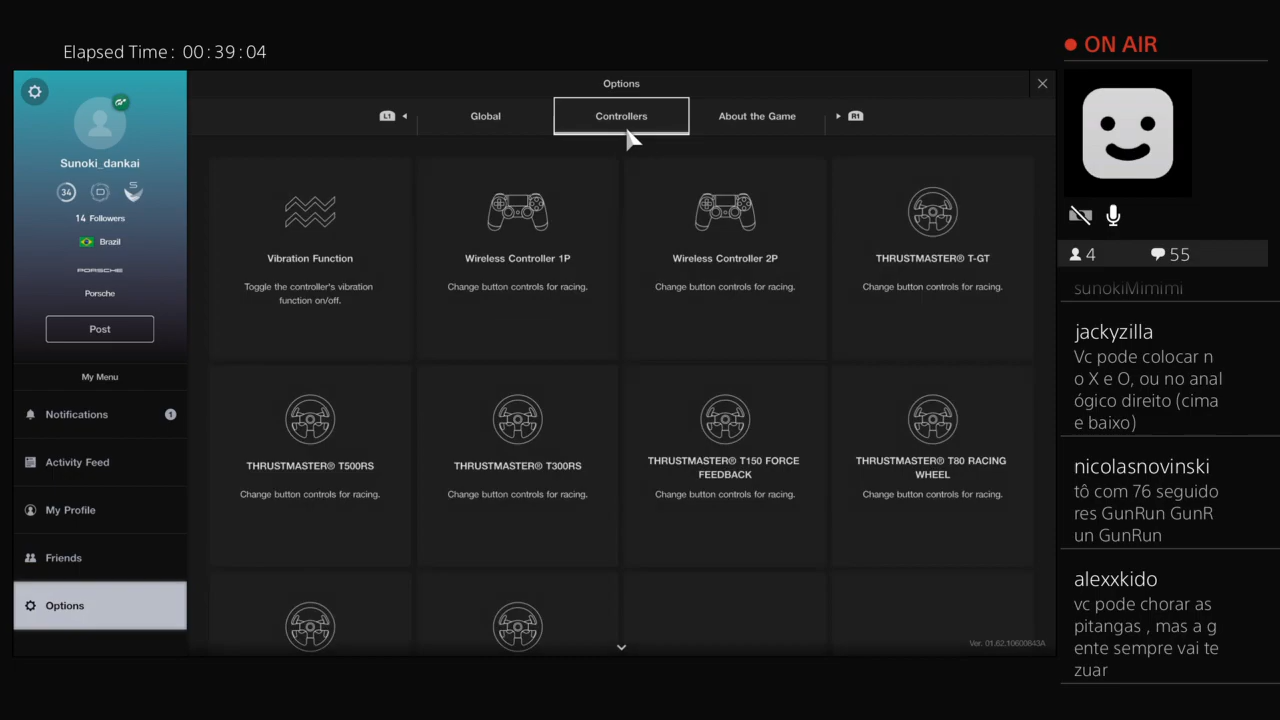 Elapsed Time: 00:39:04
ON AIR
Options
L1
Global
Controllers
About the Game
R1
Sunoki_dankai
34
D
S
14 Followers
Brazil
PORSCHE
Porsche
Post
My Menu
Notifications
1
Activity Feed
My Profile
Friends
Options
Vibration Function
Toggle the controller's vibration
function on/off.
Wireless Controller 1P
Change button controls for racing.
Wireless Controller 2P
Change button controls for racing.
THRUSTMASTER® T-GT
Change button controls for racing.
THRUSTMASTER® T500RS
Change button controls for racing.
THRUSTMASTER® T300RS
Change button controls for racing.
THRUSTMASTER® T150 FORCE
FEEDBACK
Change button controls for racing.
THRUSTMASTER® T80 RACING
WHEEL
Change button controls for racing.
Ver. 01.62.10600843A
4
55
sunokiMimimi
jackyzilla
Vc pode colocar n
o X e O, ou no anal
ógico direito (cima
e baixo)
nicolasnovinski
tô com 76 seguido
res GunRun GunR
un GunRun
alexxkido
vc pode chorar as
pitangas , mas a g
ente sempre vai te
zuar